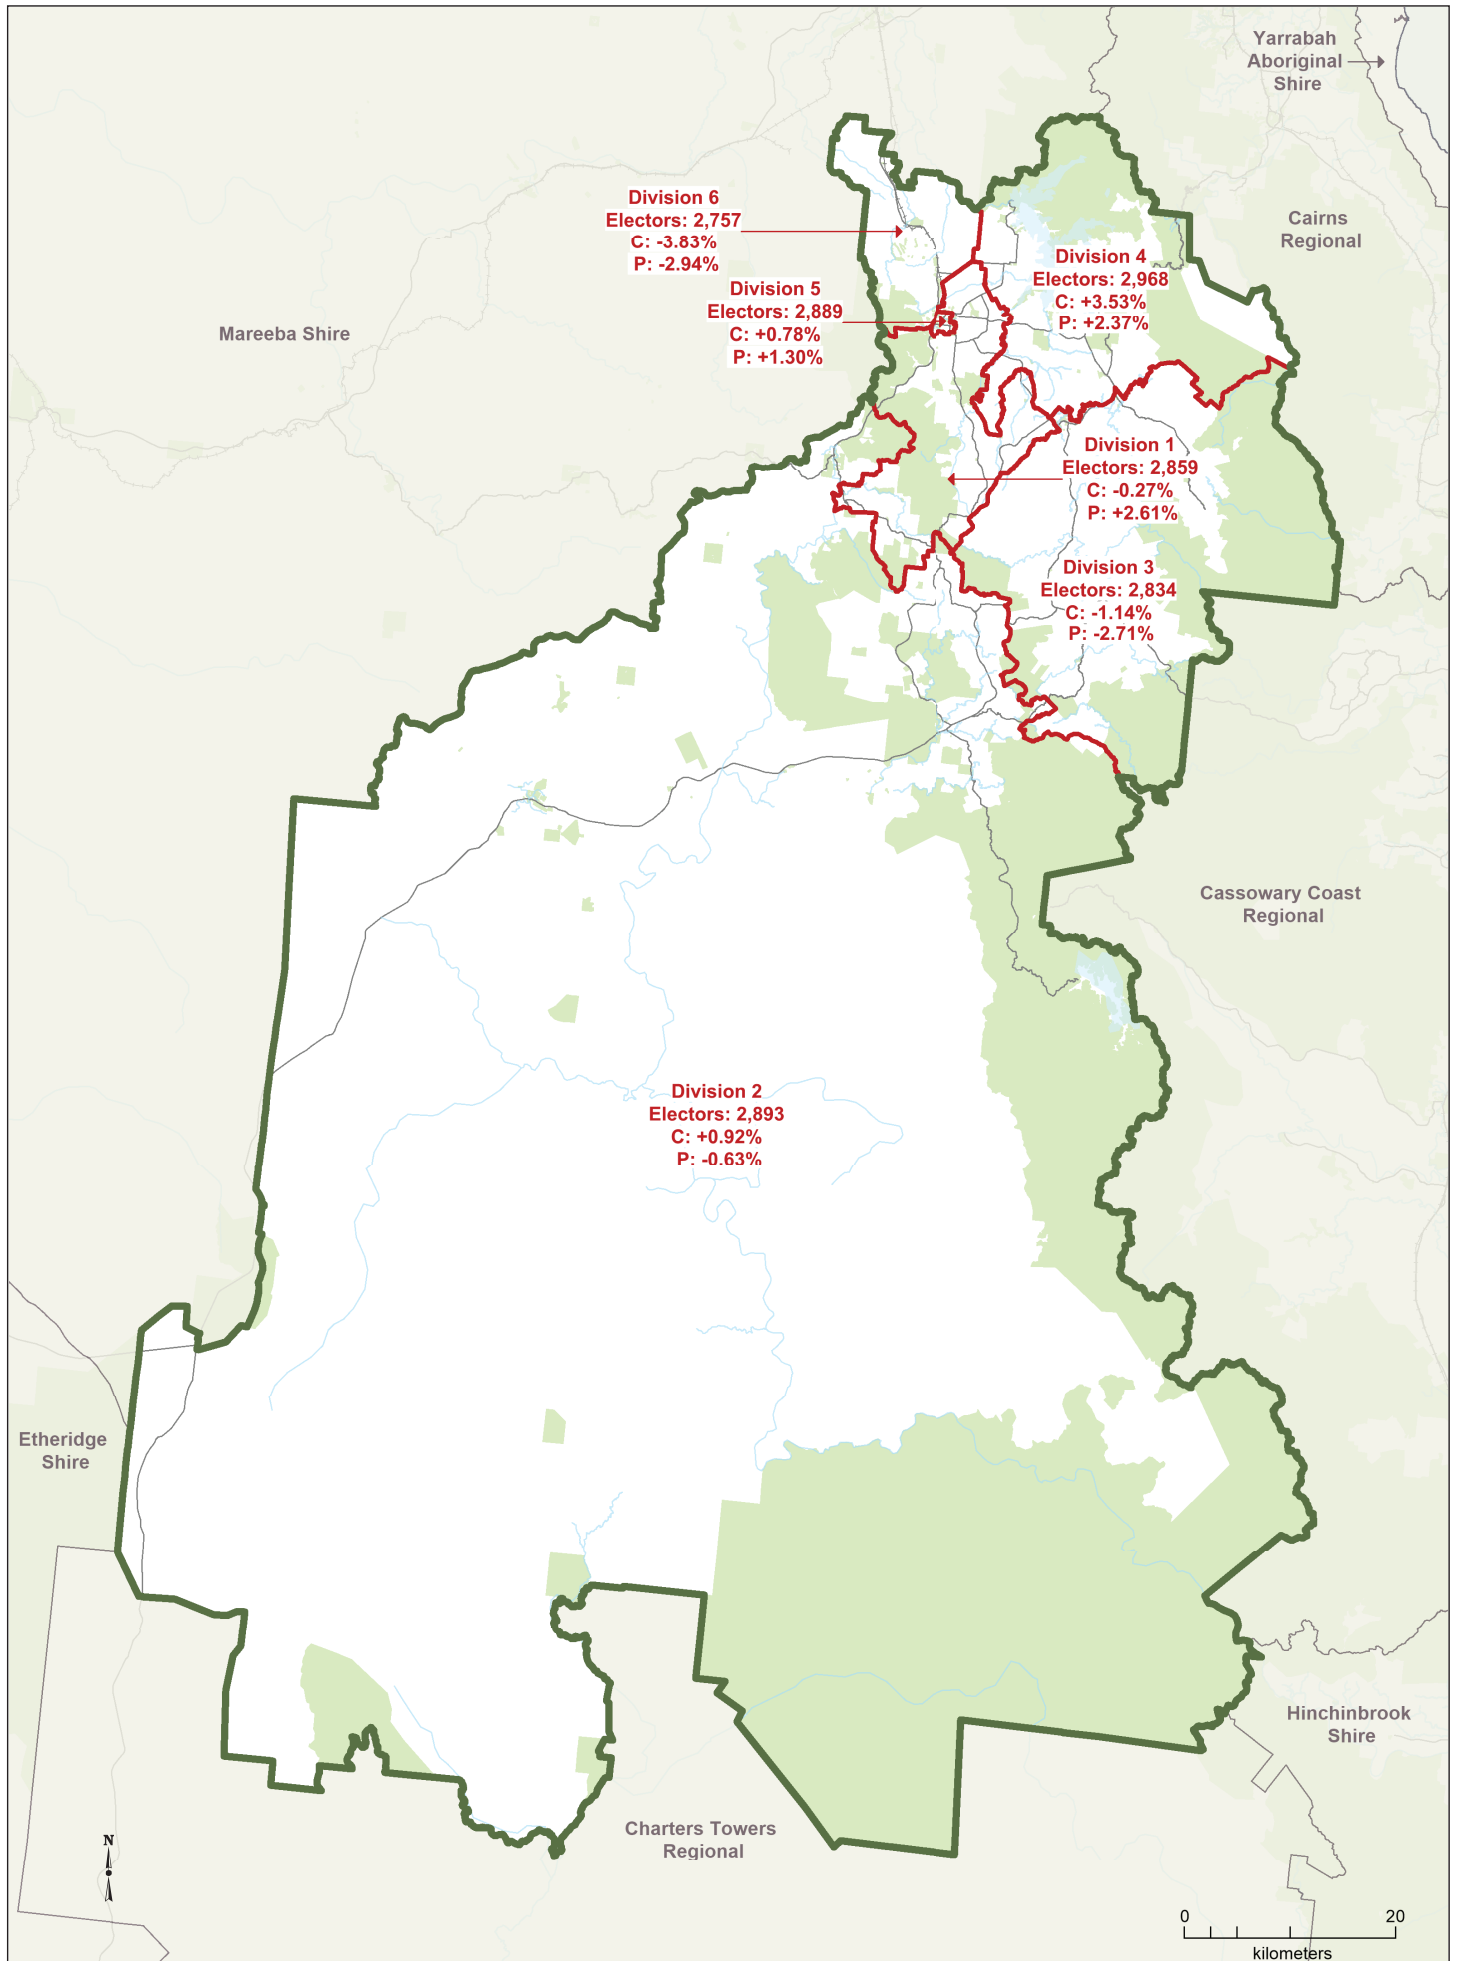 Yarrabah
Aboriginal
Shire
Cairns
Regional
Division 6
Electors: 2,757
C: -3.83%
P: -2.94%
Division 4
Electors: 2,968
C: +3.53%
P: +2.37%
Division 5
Electors: 2,889
C: +0.78%
P: +1.30%
Mareeba Shire
Division 1
Electors: 2,859
C: -0.27%
P: +2.61%
Division 3
Electors: 2,834
C: -1.14%
P: -2.71%
Cassowary Coast
Regional
Division 2
Electors: 2,893
C: +0.92%
P: -0.63%
Etheridge
Shire
Hinchinbrook
Shire
Charters Towers
Regional
N
0 20
kilometers